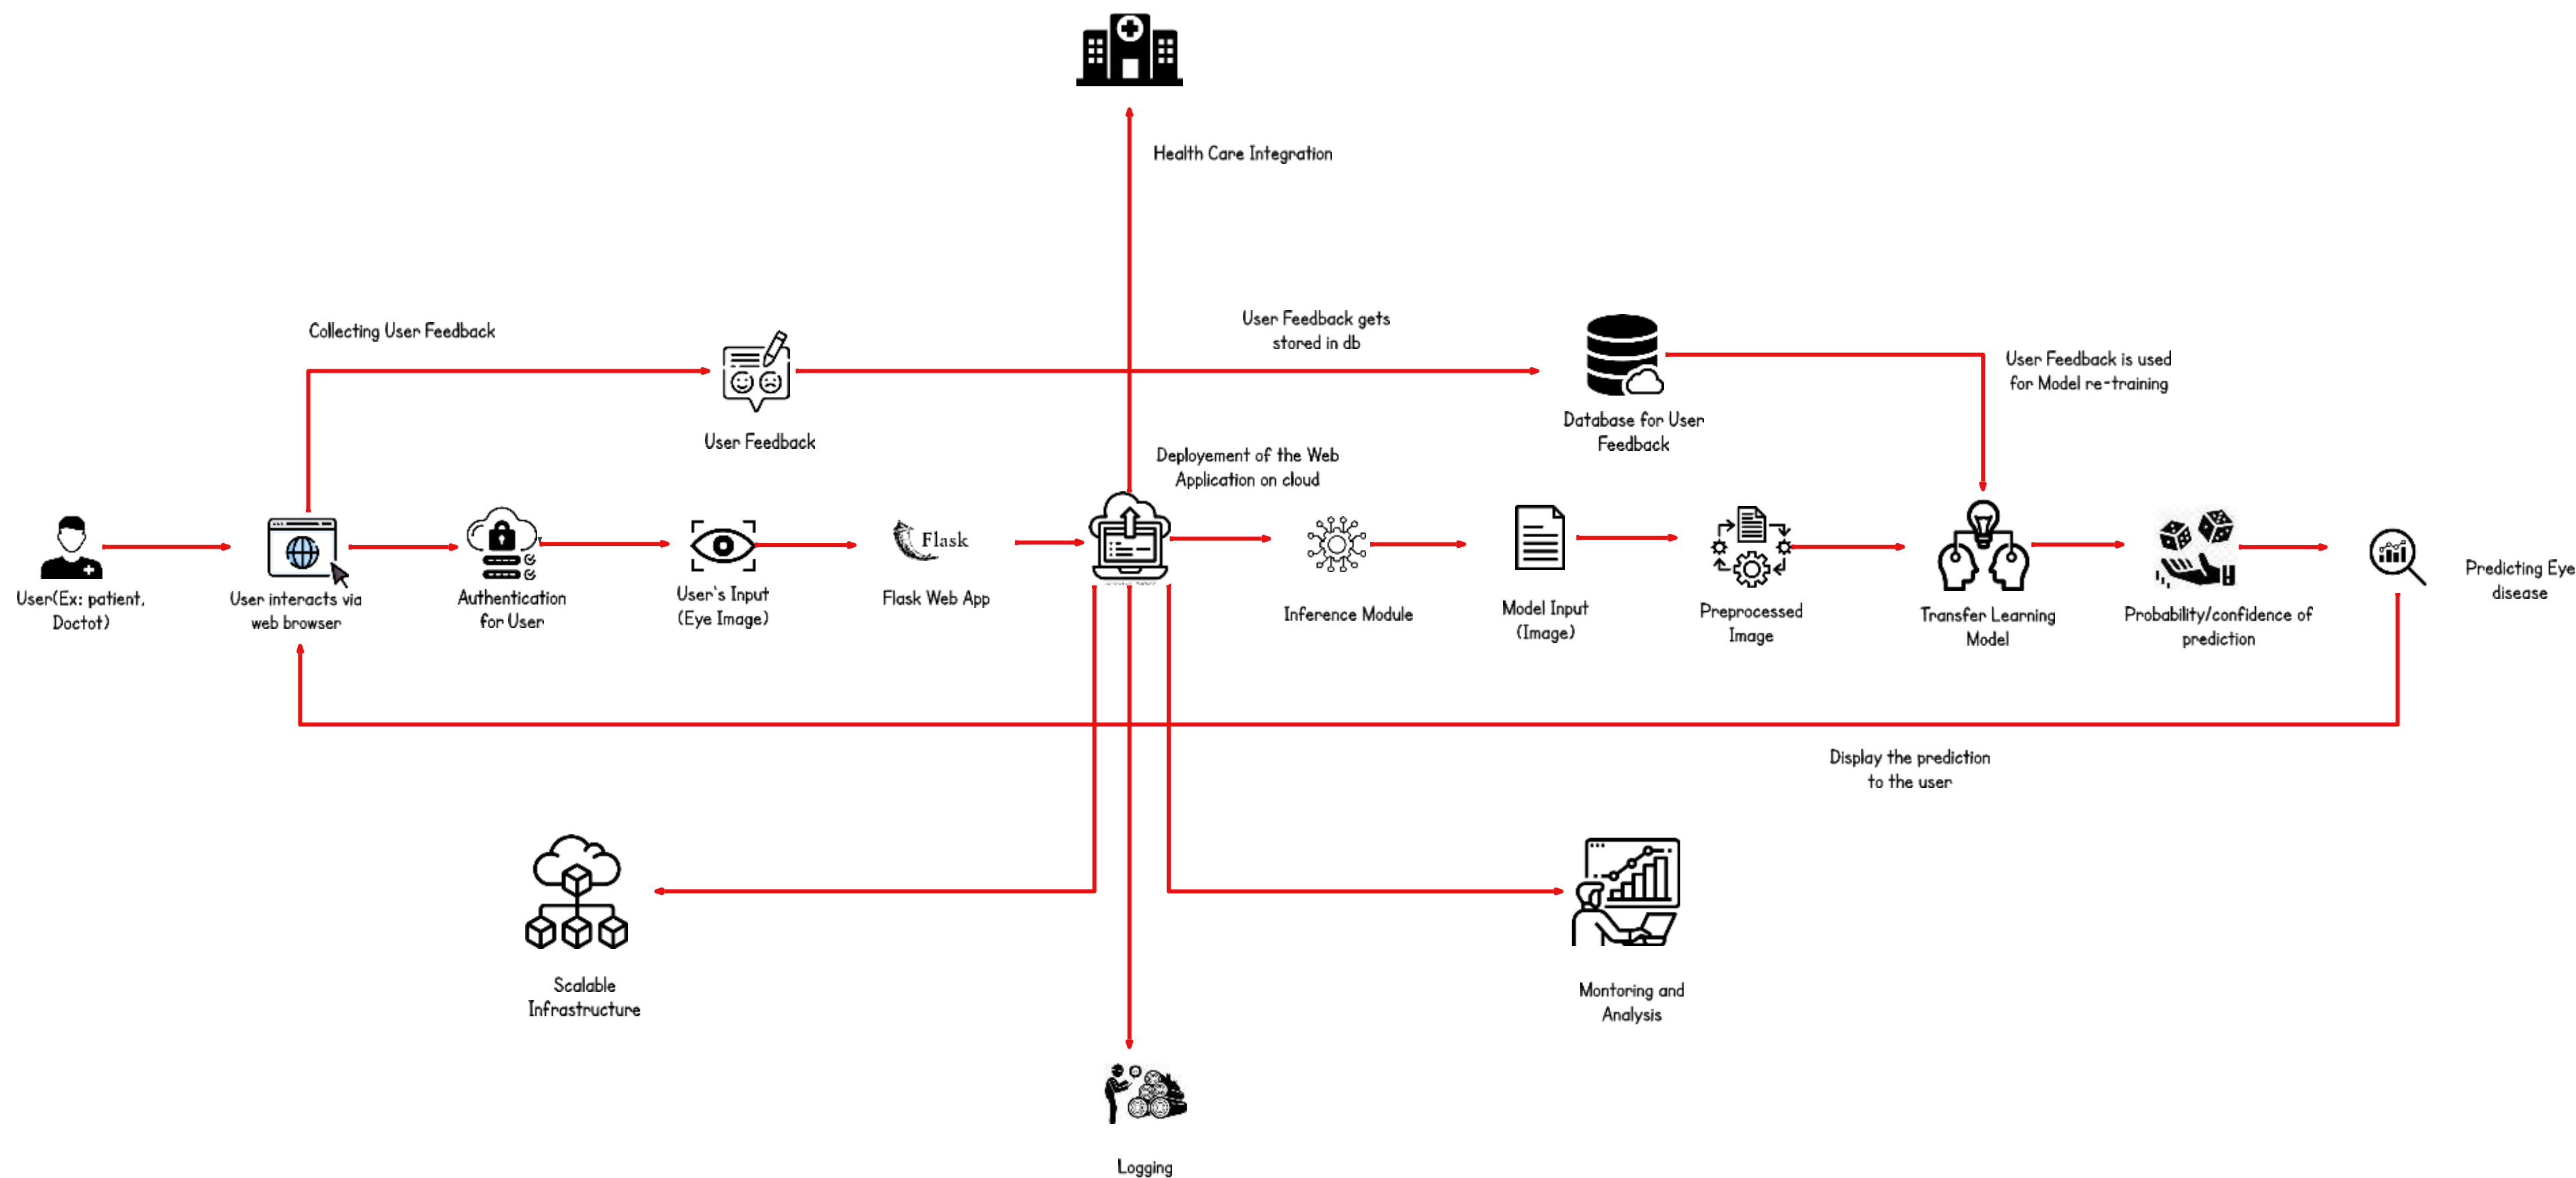 Health Care Integration
Collecting User Feedback
User Feedback gets
stored in db
User Feedback is used
for Model re-training
User Feedback
Database for User
Feedback
Deployement of the Web
Application on cloud
Flask
User(Ex: patient,
Doctot)
User interacts via
web browser
Authentication
for User
User's Input
(Eye Image)
Flask Web App
Inference Module
Model Input
(Image)
Preprocessed
Image
Transfer Learning
Model
Probability/confidence of
prediction
Predicting Eye
disease
Display the prediction
to the user
Scalable
Infrastructure
Montoring and
Analysis
Logging